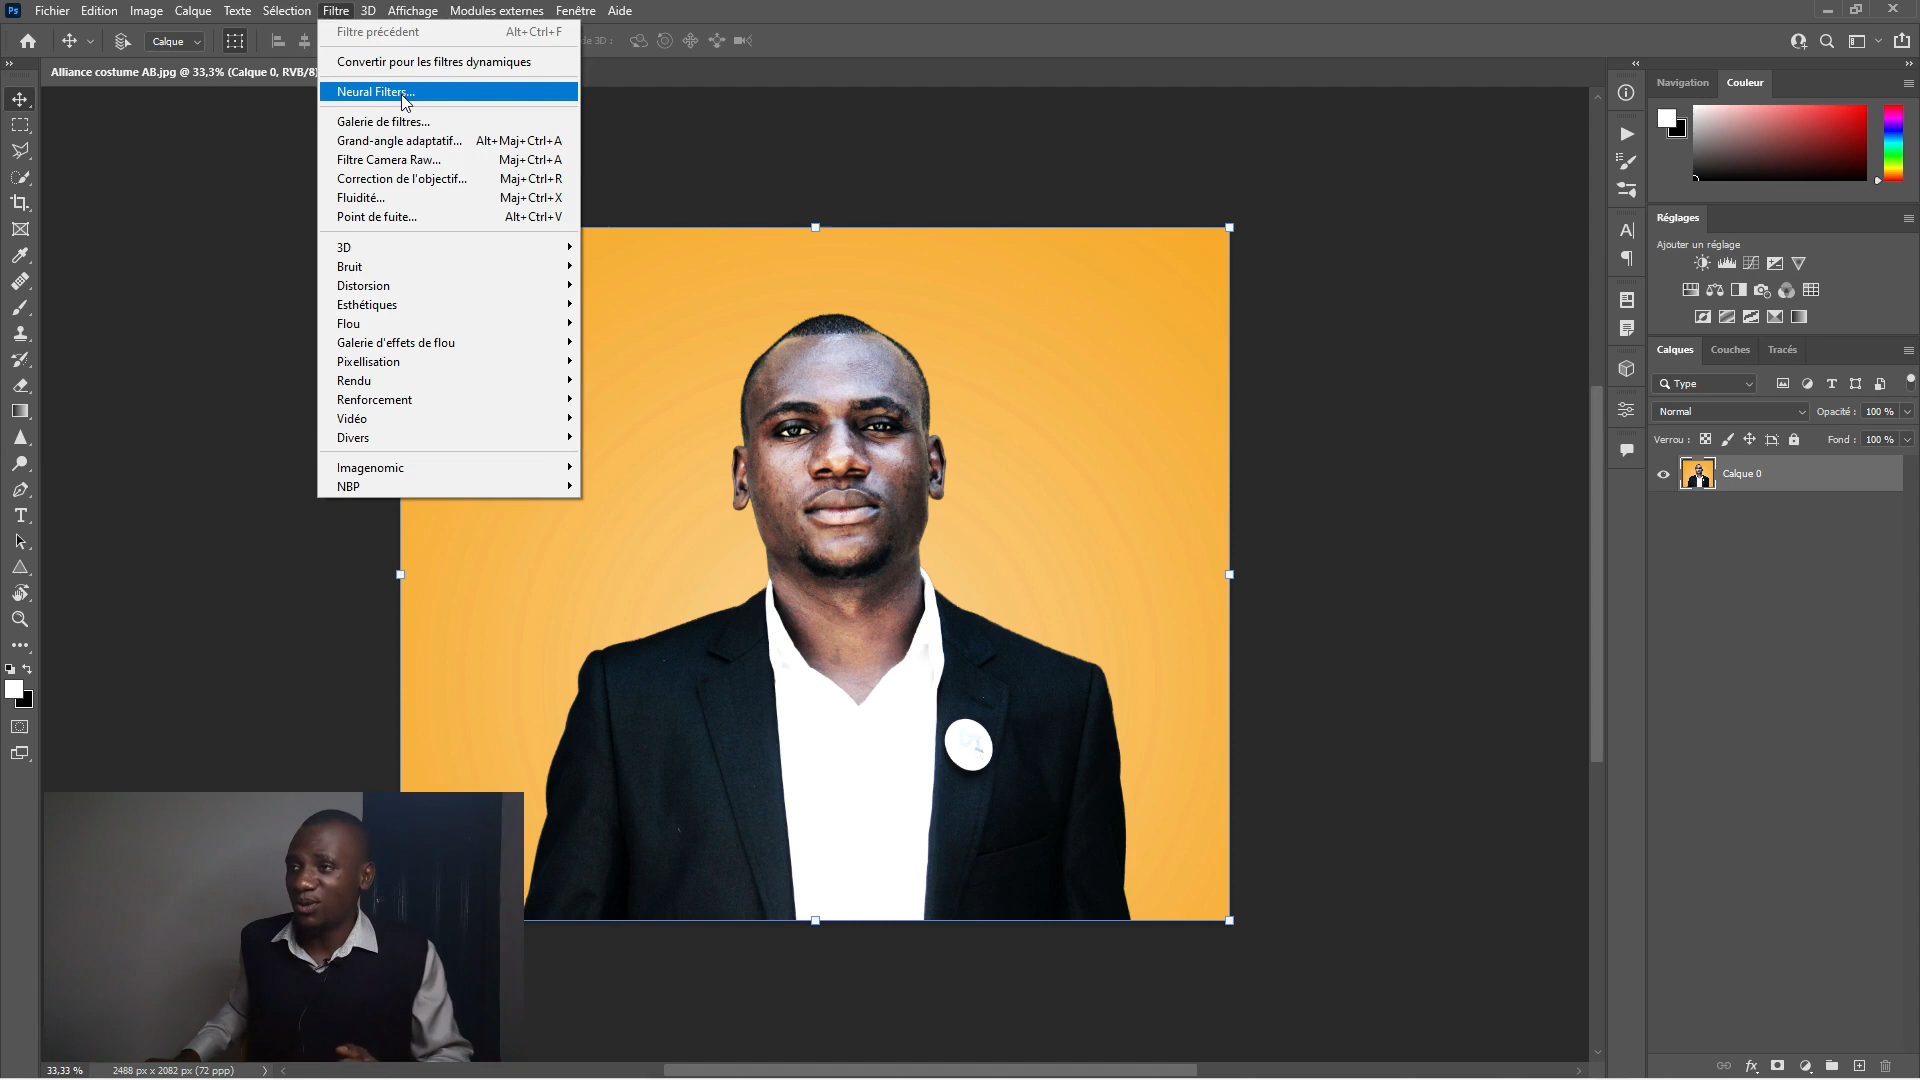 Ps Fichier Edition Image Calque Texte Sélection Filtre 3D Affichage Modules externes Fenêtre Aide
Calque
Alliance costume AB.jpg @ 33,3% (Calque 0, RVB/8)
Filtre précédent Alt+Ctrl+F
Convertir pour les filtres dynamiques
Neural Filters...
Galerie de filtres...
Grand-angle adaptatif... Alt+Maj+Ctrl+A
Filtre Camera Raw... Maj+Ctrl+A
Correction de l'objectif... Maj+Ctrl+R
Fluidité... Maj+Ctrl+X
Point de fuite... Alt+Ctrl+V
3D
Bruit
Distorsion
Esthétiques
Flou
Galerie d'effets de flou
Pixellisation
Rendu
Renforcement
Vidéo
Divers
Imagenomic
NBP
de 3D :
Navigation Couleur
Réglages
Ajouter un réglage
Calques Couches Tracés
Type
Normal Opacité : 100 %
Verrou : Fond : 100 %
Calque 0
33,33 % 2488 px x 2082 px (72 ppp)